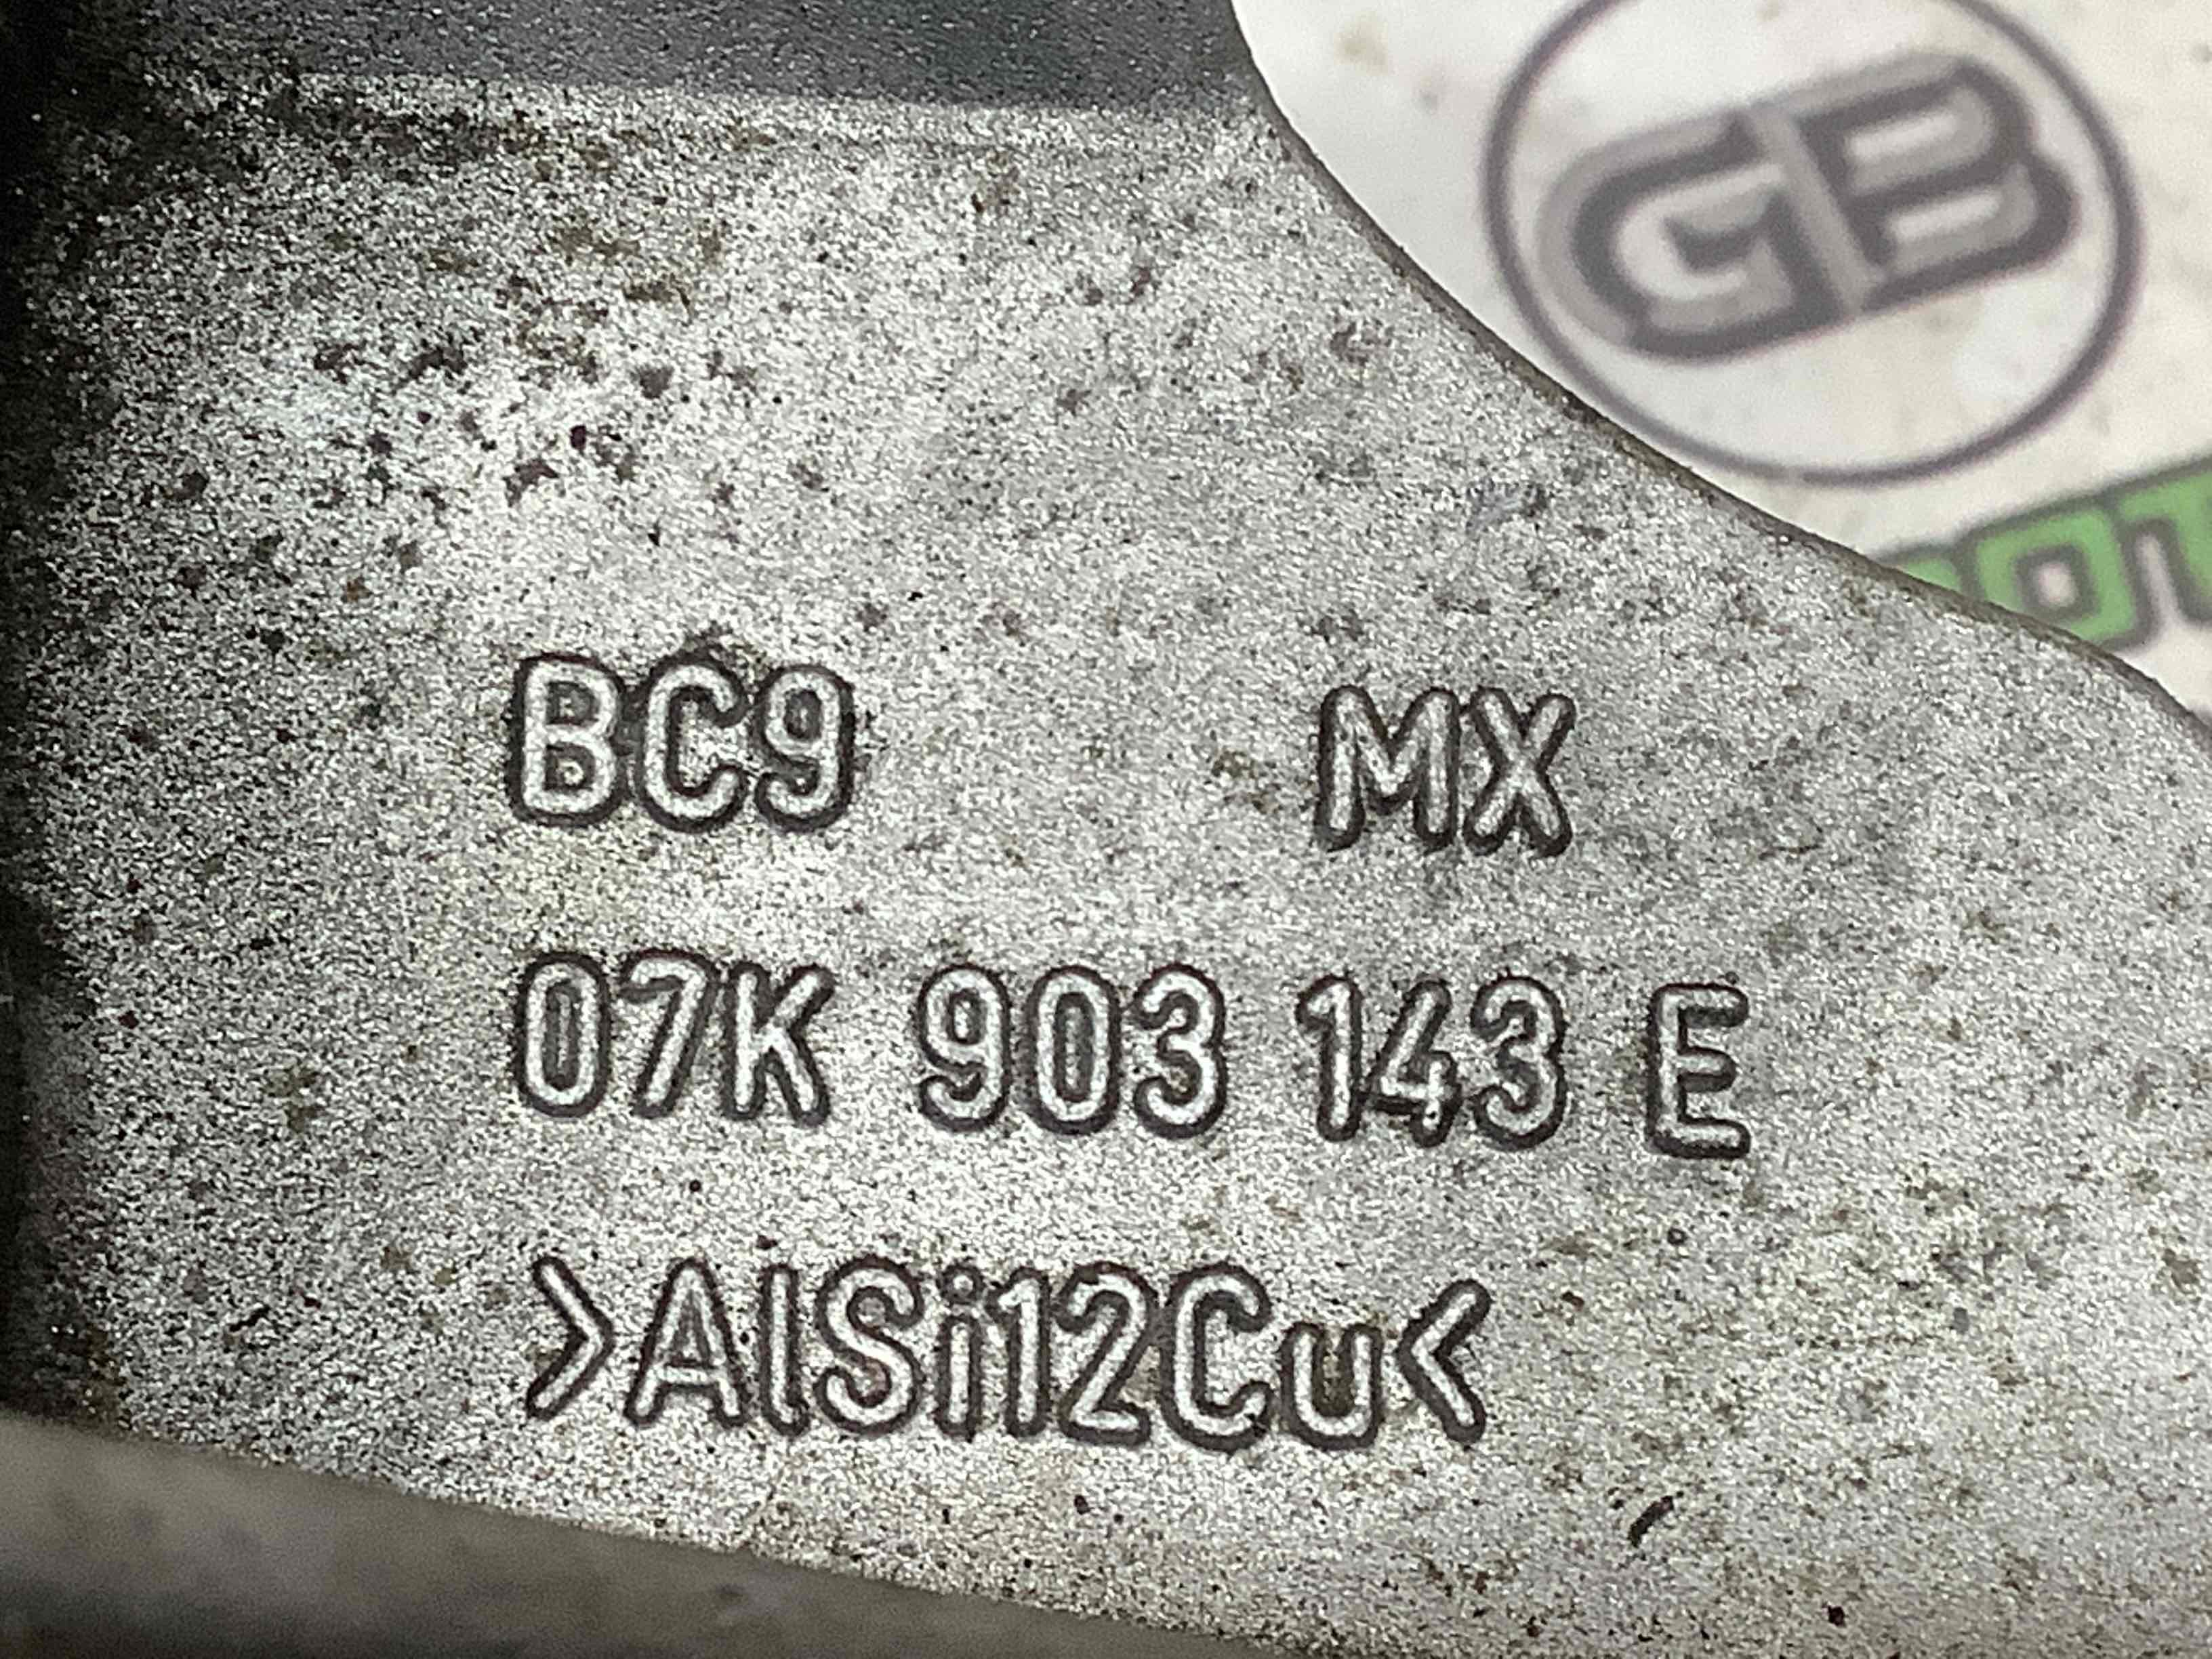 GB
BC9 MX
07K 903 143 E
>AlSi12Cu<